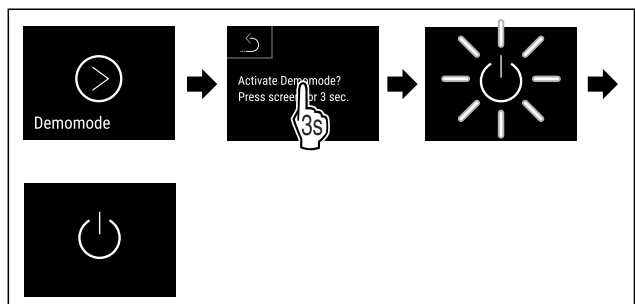 Demomode
Activate Demomode?
Press screen for 3 sec.
3s